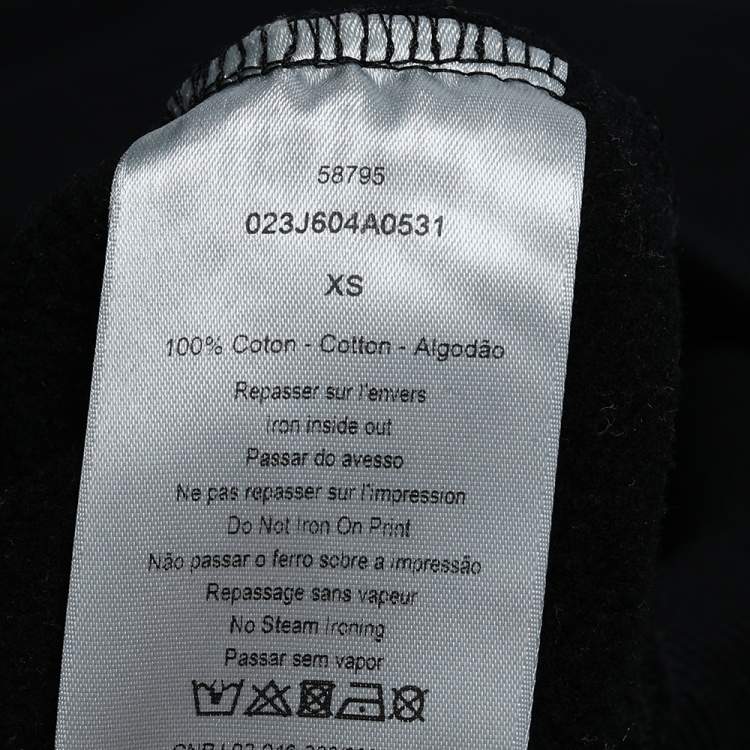 58795
023J604A0531
XS
100% Coton - Cotton - Algodão
Repasser sur l'envers
Iron inside out
Passar do avesso
Ne pas repasser sur l'impression
Do Not Iron On Print
Não passar o ferro sobre a impressão
Repassage sans vapeur
No Steam Ironing
Passar sem vapor